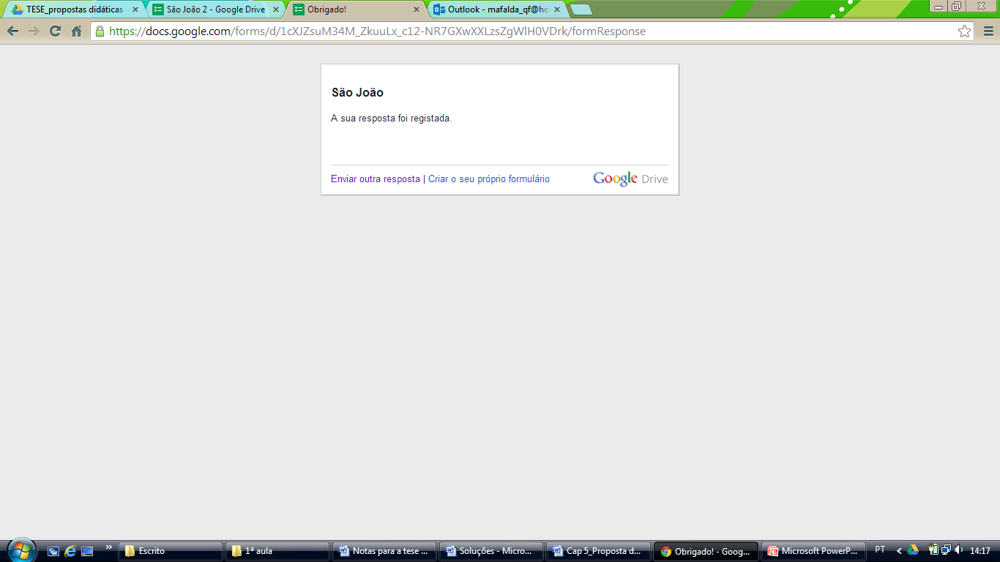 TESE_propostas didáticas
São João 2 - Google Drive
Obrigado!
Outlook - mafalda_qf@ho
https://docs.google.com/forms/d/1cXJZsuM34M_ZkuuLx_c12-NR7GXwXXLzsZgWlH0VDrk/formResponse
São João
A sua resposta foi registada.
Enviar outra resposta | Criar o seu próprio formulário
Google Drive
Escrito
1ª aula
Notas para a tese ...
Soluções - Micro...
Cap 5_Proposta d...
Obrigado! - Goog...
Microsoft PowerP...
PT
14:17